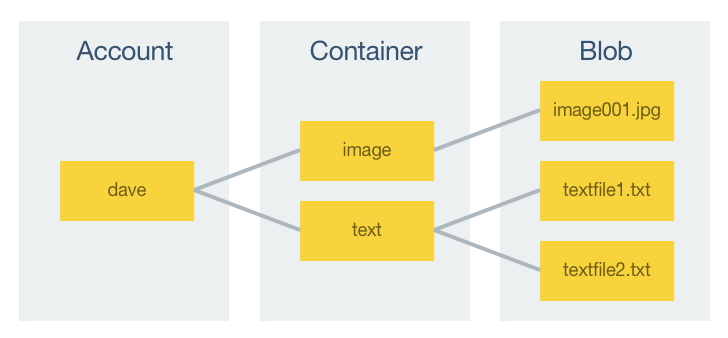 Account
Container
Blob
dave
image
text
image001.jpg
textfile1.txt
textfile2.txt